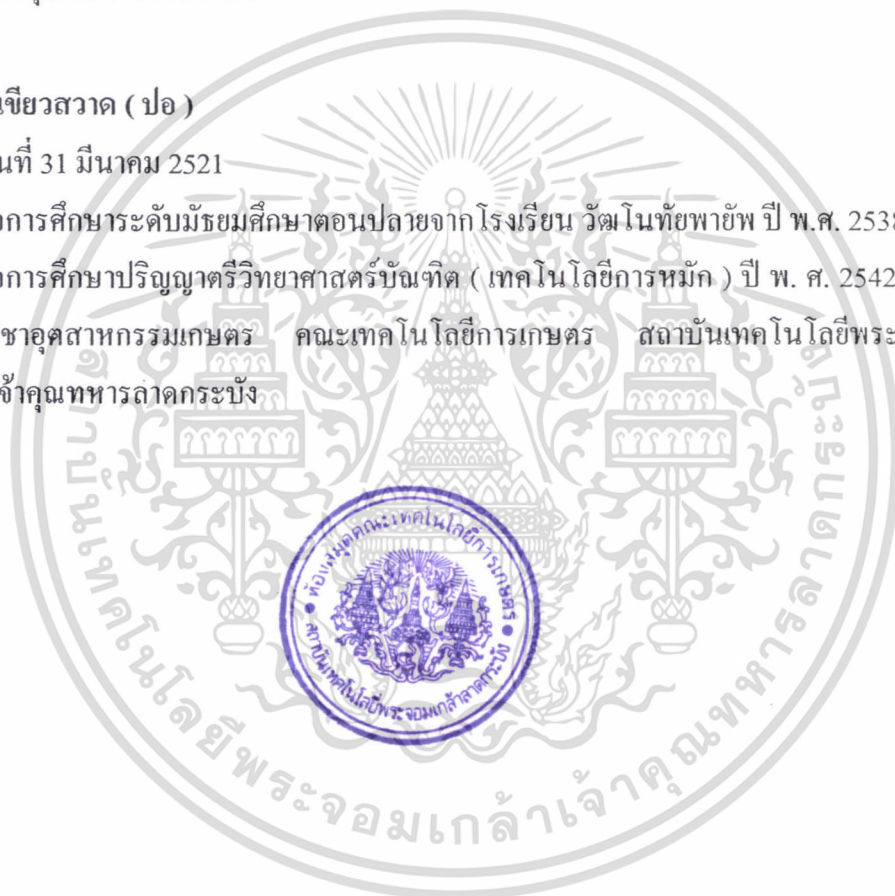 เขียวสวาด ( ปอ )
นที่ 31 มีนาคม 2521
การศึกษาระดับมัธยมศึกษาตอนปลายจากโรงเรียน วัฒโนทัยพายัพ ปี พ.ศ. 2538
การศึกษาปริญญาตรีวิทยาศาสตร์บัณฑิต ( เทคโนโลยีการหมัก ) ปี พ. ศ. 2542
ชาอุตสาหกรรมเกษตร คณะเทคโนโลยีการเกษตร สถาบันเทคโนโลยีพระ
จ้าคุณทหารลาดกระบัง
ห้องสมุดคณะเทคโนโลยีการเกษตร
สถาบันเทคโนโลยีพระจอมเกล้าลาดกระบัง
สถาบันเทคโนโลยีพระจอมเกล้าเจ้าคุณทหารลาดกระบัง